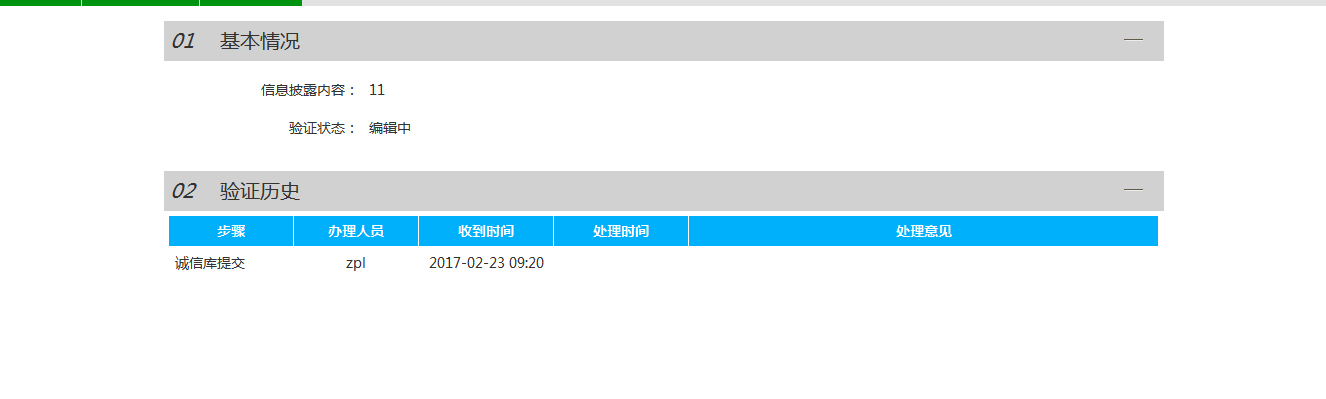 01 基本情况
信息披露内容： 11
验证状态： 编辑中
02 验证历史
步骤 办理人员 收到时间 处理时间 处理意见
诚信库提交 zpl 2017-02-23 09:20